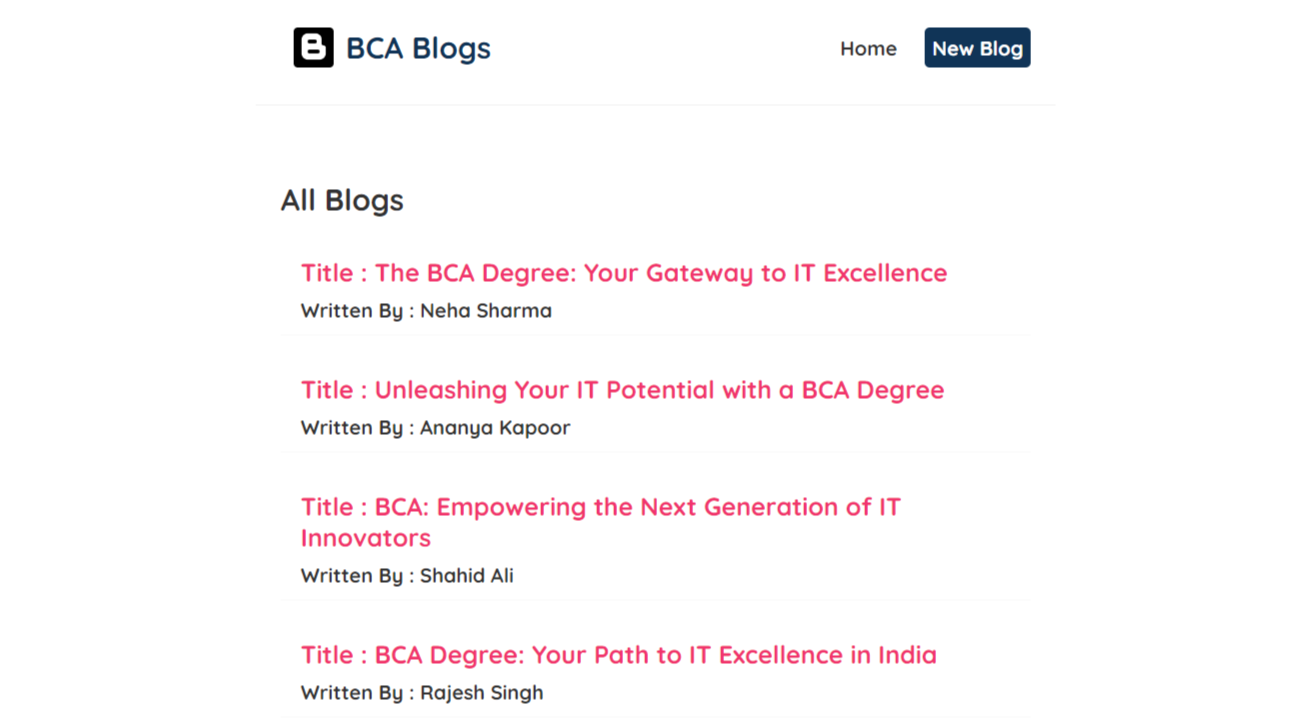 B BCA Blogs
Home
New Blog
All Blogs
Title : The BCA Degree: Your Gateway to IT Excellence
Written By : Neha Sharma
Title : Unleashing Your IT Potential with a BCA Degree
Written By : Ananya Kapoor
Title : BCA: Empowering the Next Generation of IT
Innovators
Written By : Shahid Ali
Title : BCA Degree: Your Path to IT Excellence in India
Written By : Rajesh Singh